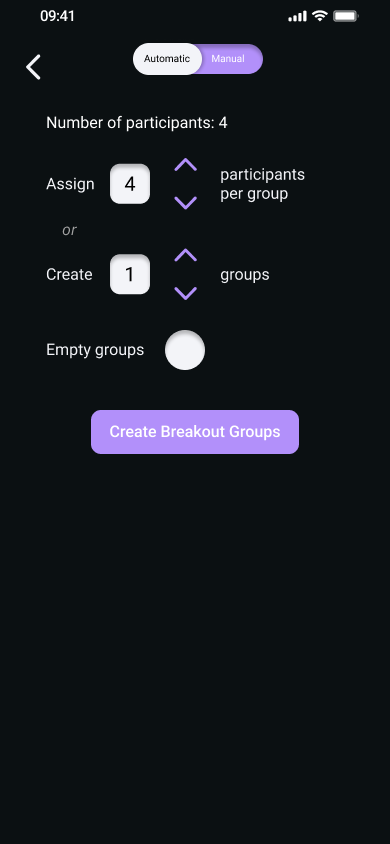 09:41
Automatic Manual
Number of participants: 4
Assign 4 participants
per group
or
Create 1 groups
Empty groups
Create Breakout Groups